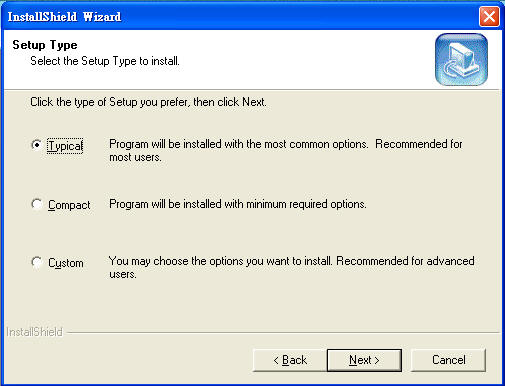 InstallShield Wizard
Setup Type
Select the Setup Type to install.
Click the type of Setup you prefer, then click Next.
Typical
Program will be installed with the most common options.  Recommended for
most users.
Compact
Program will be installed with minimum required options.
Custom
You may choose the options you want to install. Recommended for advanced
users.
InstallShield
< Back
Next >
Cancel